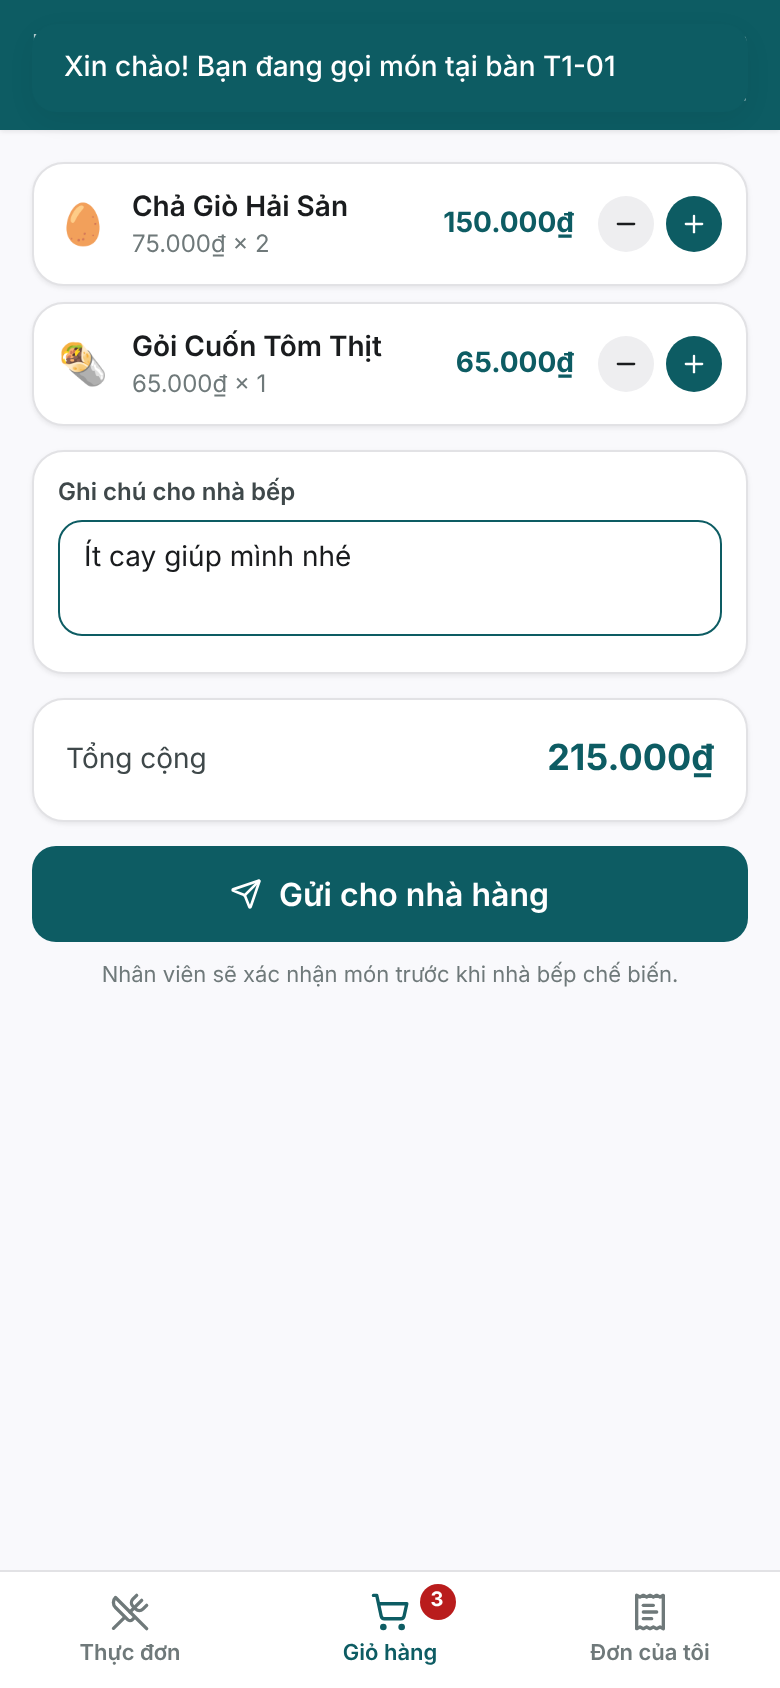 Xin chào! Bạn đang gọi món tại bàn T1-01
Chả Giò Hải Sản
75.000₫ × 2
150.000₫
Gỏi Cuốn Tôm Thịt
65.000₫ × 1
65.000₫
Ghi chú cho nhà bếp
Ít cay giúp mình nhé
Tổng cộng
215.000₫
Gửi cho nhà hàng
Nhân viên sẽ xác nhận món trước khi nhà bếp chế biến.
Thực đơn
3
Giỏ hàng
Đơn của tôi